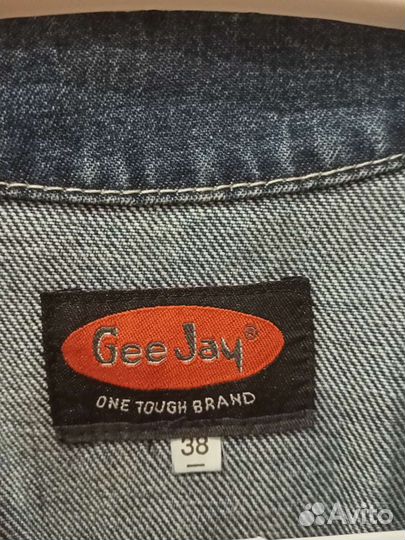 Gee Jay®
ONE TOUGH BRAND
38
Avito